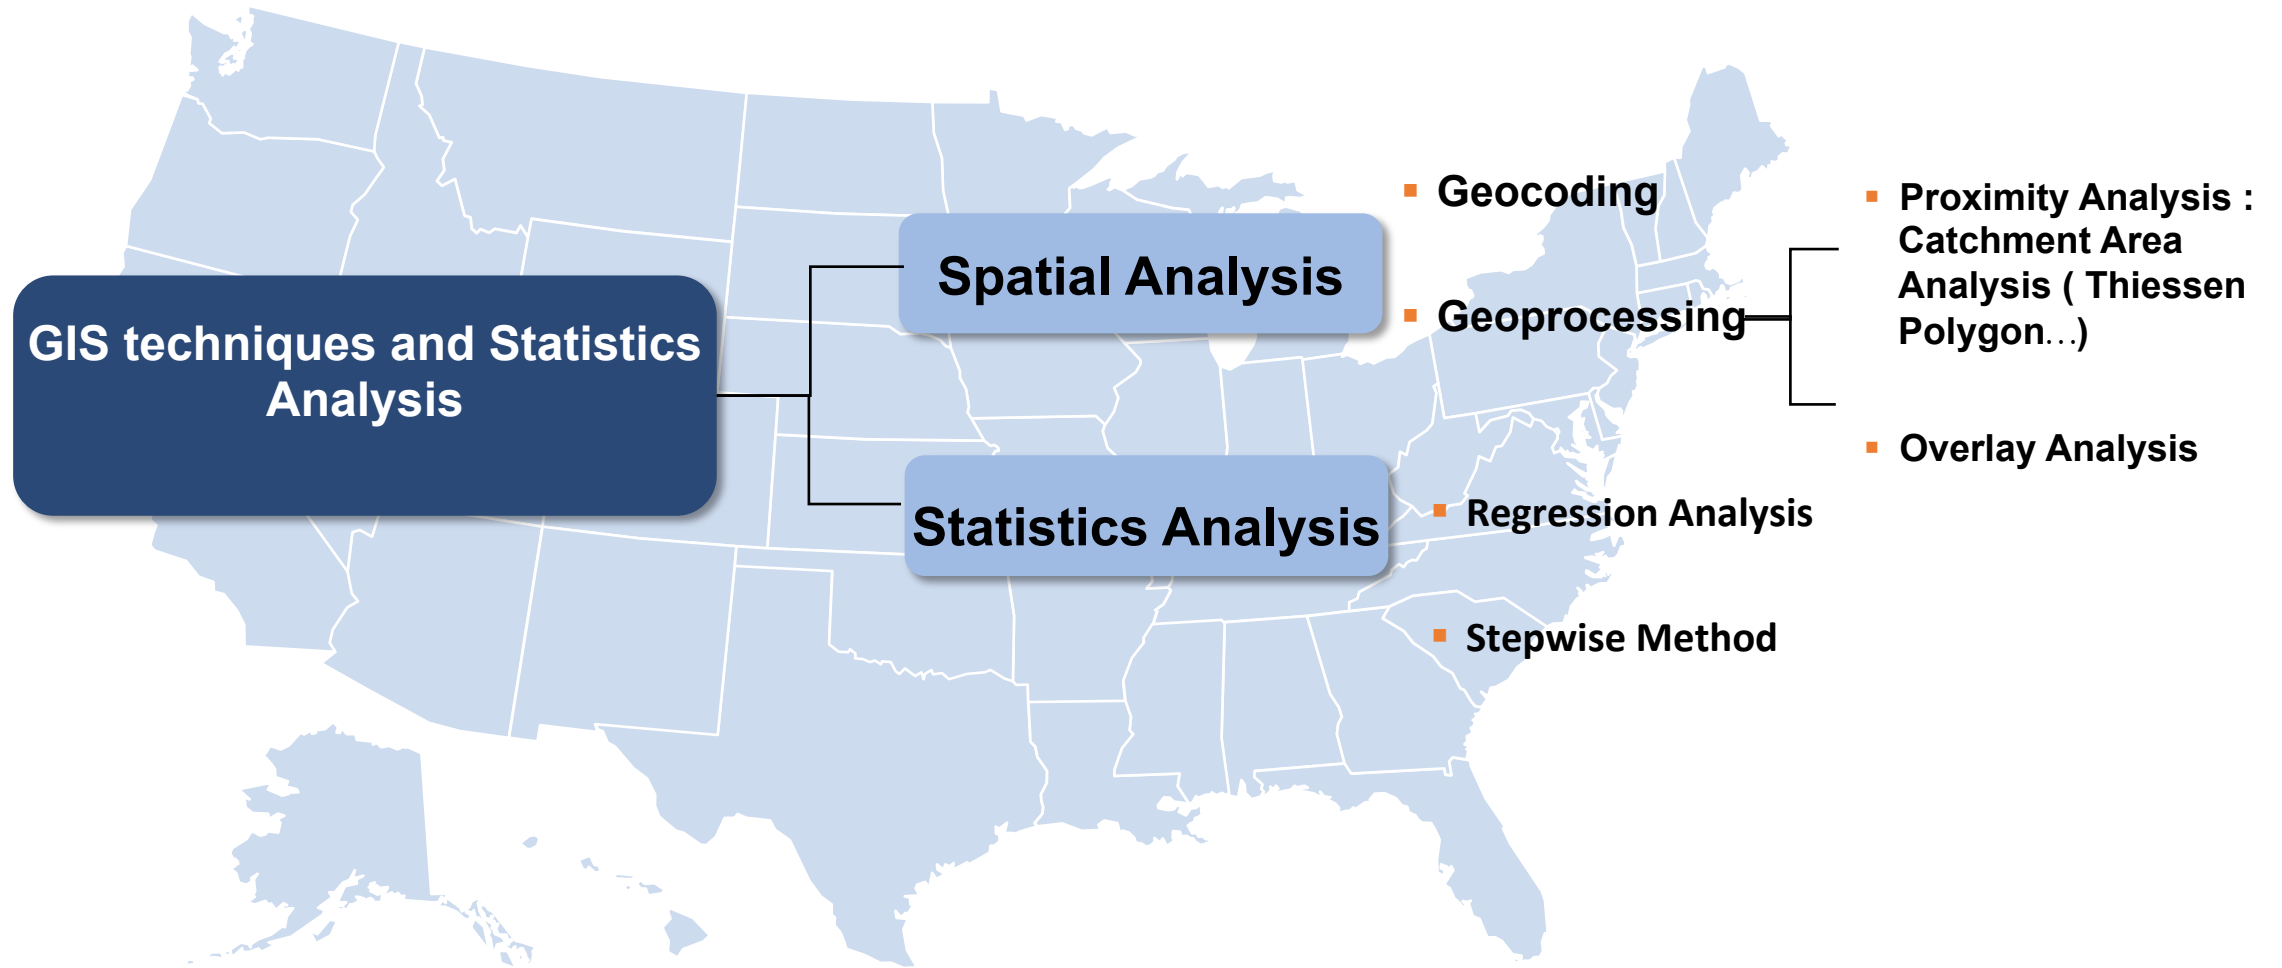 GIS techniques and Statistics
Analysis
Spatial Analysis
▪ Geocoding
▪ Geoprocessing
▪ Proximity Analysis :
Catchment Area
Analysis ( Thiessen
Polygon…)
▪ Overlay Analysis
Statistics Analysis
▪ Regression Analysis
▪ Stepwise Method